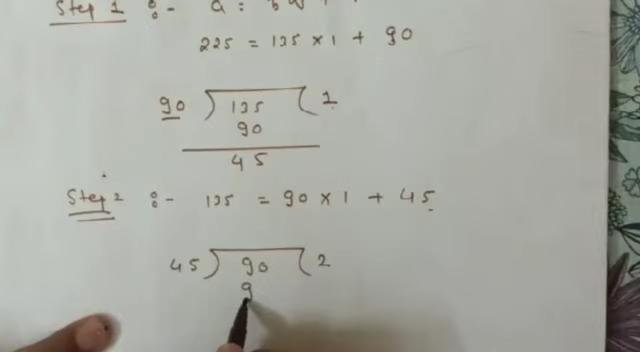 Step 1 :- a =
225 = 135 × 1 + 90
90 ) 135 ( 1
90
45
Step 2 :- 135 = 90 × 1 + 45
45 ) 90 ( 2
9